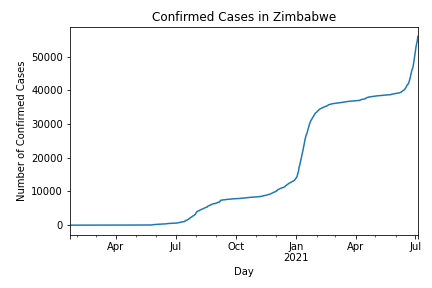 Confirmed Cases in Zimbabwe
Number of Confirmed Cases
50000
40000
30000
20000
10000
0
Apr Jul Oct Jan Apr Jul
2021
Day